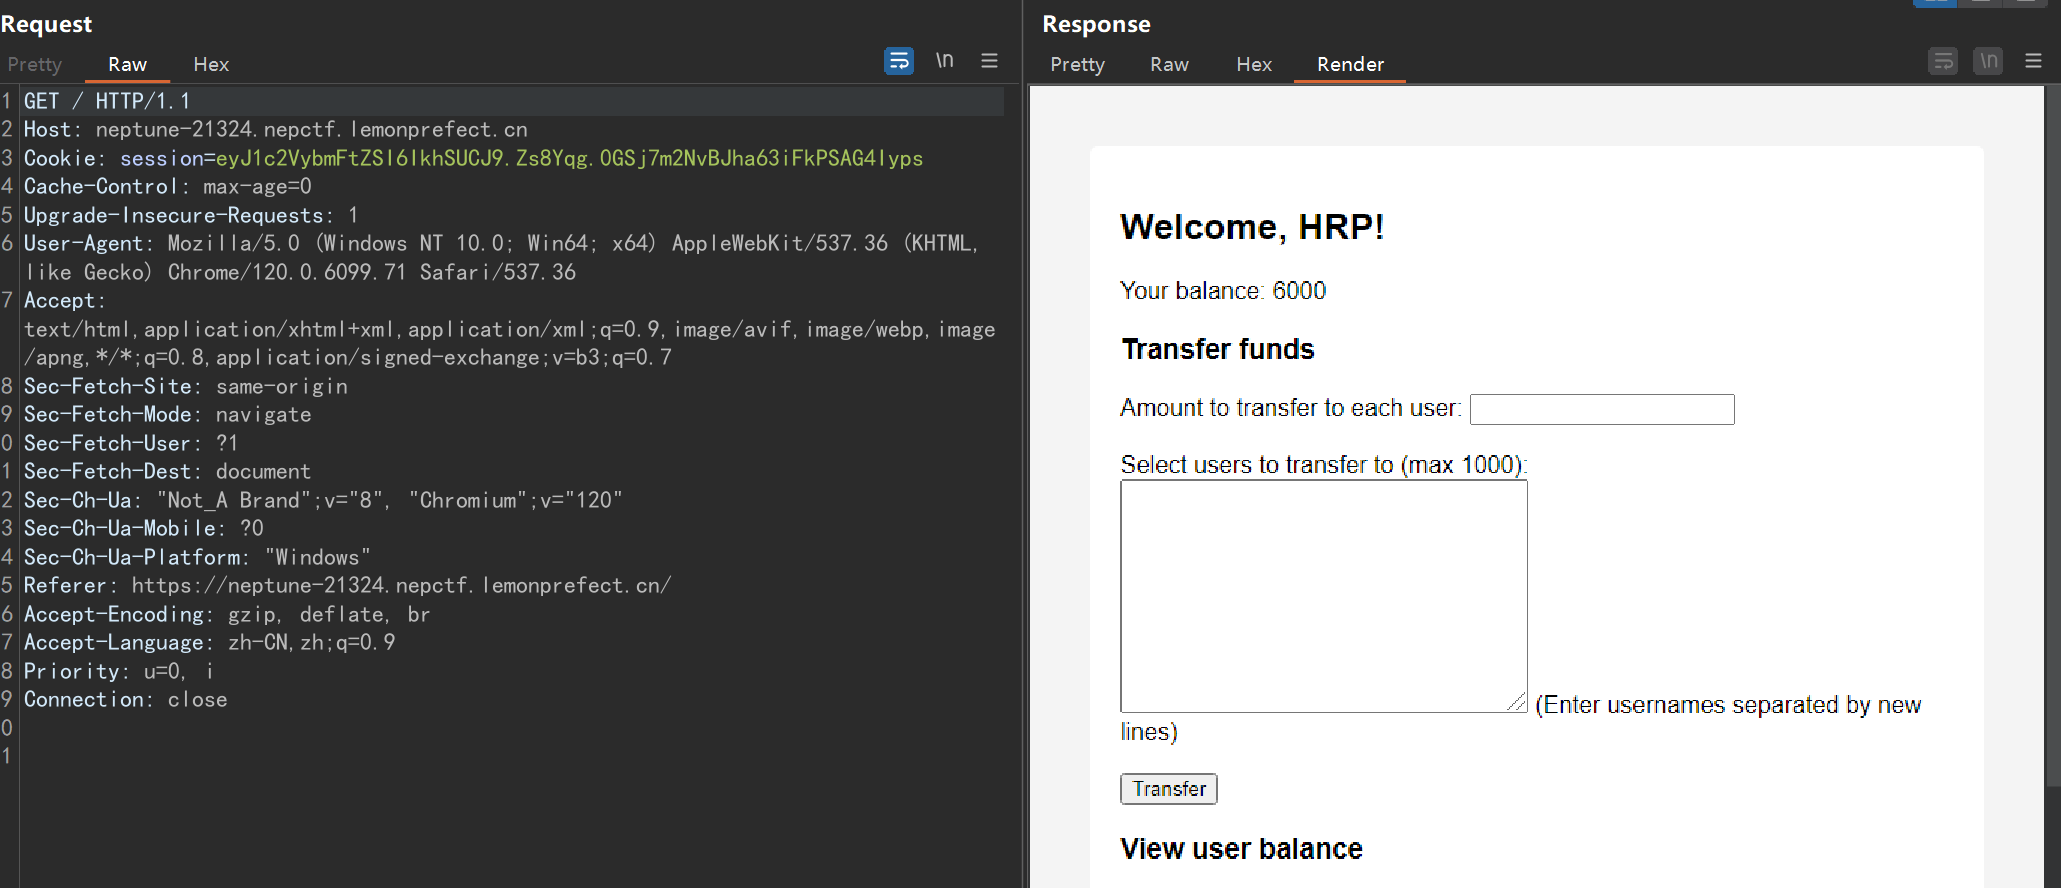 Request
Pretty Raw Hex
\n
1 GET / HTTP/1.1
2 Host: neptune-21324.nepctf.lemonprefect.cn
3 Cookie: session=eyJ1c2VybmFtZSI6IkhSUCJ9.Zs8Yqg.OGSj7m2NvBJha63iFkPSAG4lyps
4 Cache-Control: max-age=0
5 Upgrade-Insecure-Requests: 1
6 User-Agent: Mozilla/5.0 (Windows NT 10.0; Win64; x64) AppleWebKit/537.36 (KHTML,
like Gecko) Chrome/120.0.6099.71 Safari/537.36
7 Accept:
text/html,application/xhtml+xml,application/xml;q=0.9,image/avif,image/webp,image
/apng,*/*;q=0.8,application/signed-exchange;v=b3;q=0.7
8 Sec-Fetch-Site: same-origin
9 Sec-Fetch-Mode: navigate
0 Sec-Fetch-User: ?1
1 Sec-Fetch-Dest: document
2 Sec-Ch-Ua: "Not_A Brand";v="8", "Chromium";v="120"
3 Sec-Ch-Ua-Mobile: ?0
4 Sec-Ch-Ua-Platform: "Windows"
5 Referer: https://neptune-21324.nepctf.lemonprefect.cn/
6 Accept-Encoding: gzip, deflate, br
7 Accept-Language: zh-CN,zh;q=0.9
8 Priority: u=0, i
9 Connection: close
0
1
Response
Pretty Raw Hex Render
\n
Welcome, HRP!
Your balance: 6000
Transfer funds
Amount to transfer to each user:
Select users to transfer to (max 1000):
(Enter usernames separated by new
lines)
Transfer
View user balance